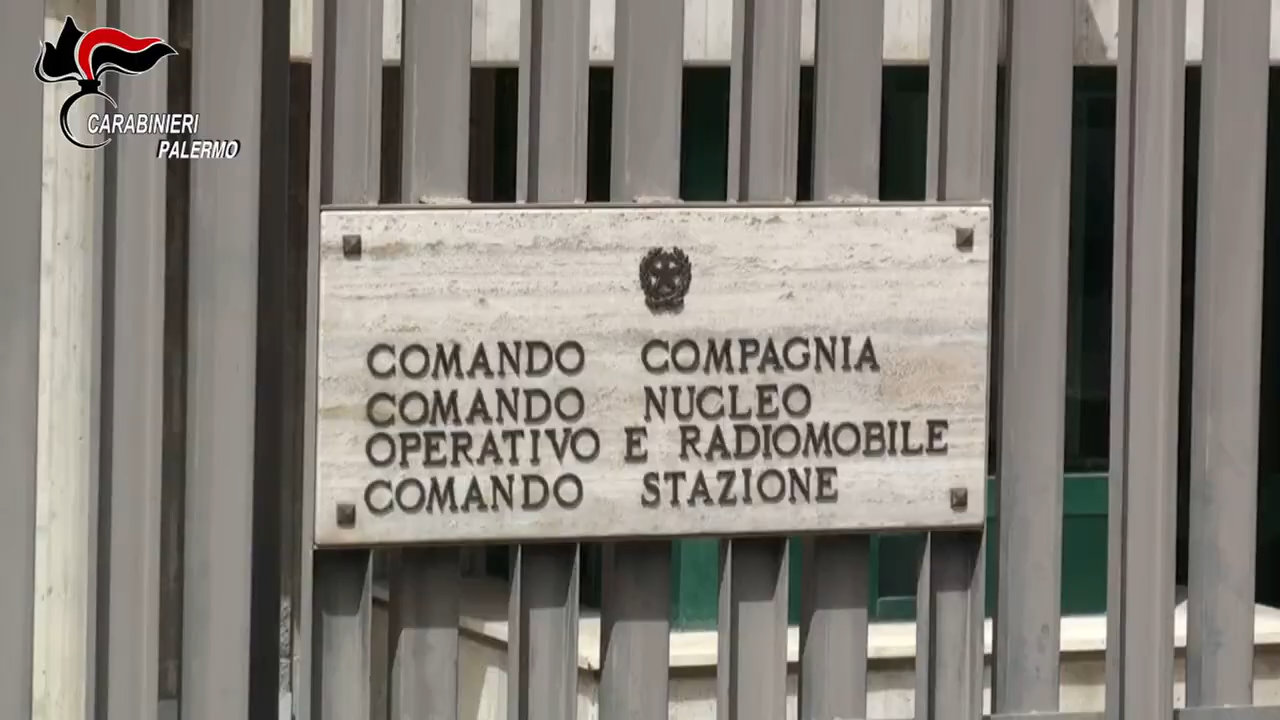 CARABINIERI
PALERMO
COMANDO COMPAGNIA
COMANDO NUCLEO
OPERATIVO E RADIOMOBILE
COMANDO STAZIONE